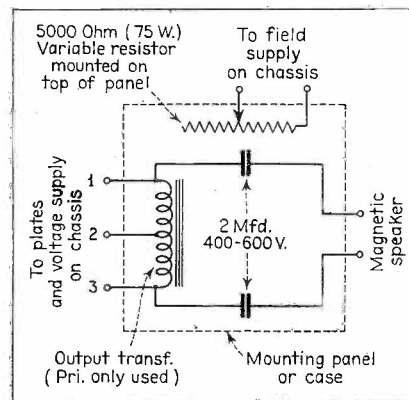 5000 Ohm (75 W.)
Variable resistor
mounted on
top of panel
To field
supply
on chassis
1
2
3
To plates
and voltage supply
on chassis
2 Mfd.
400-600 V.
Magnetic
speaker
Output transf.
(Pri. only used)
Mounting panel
or case